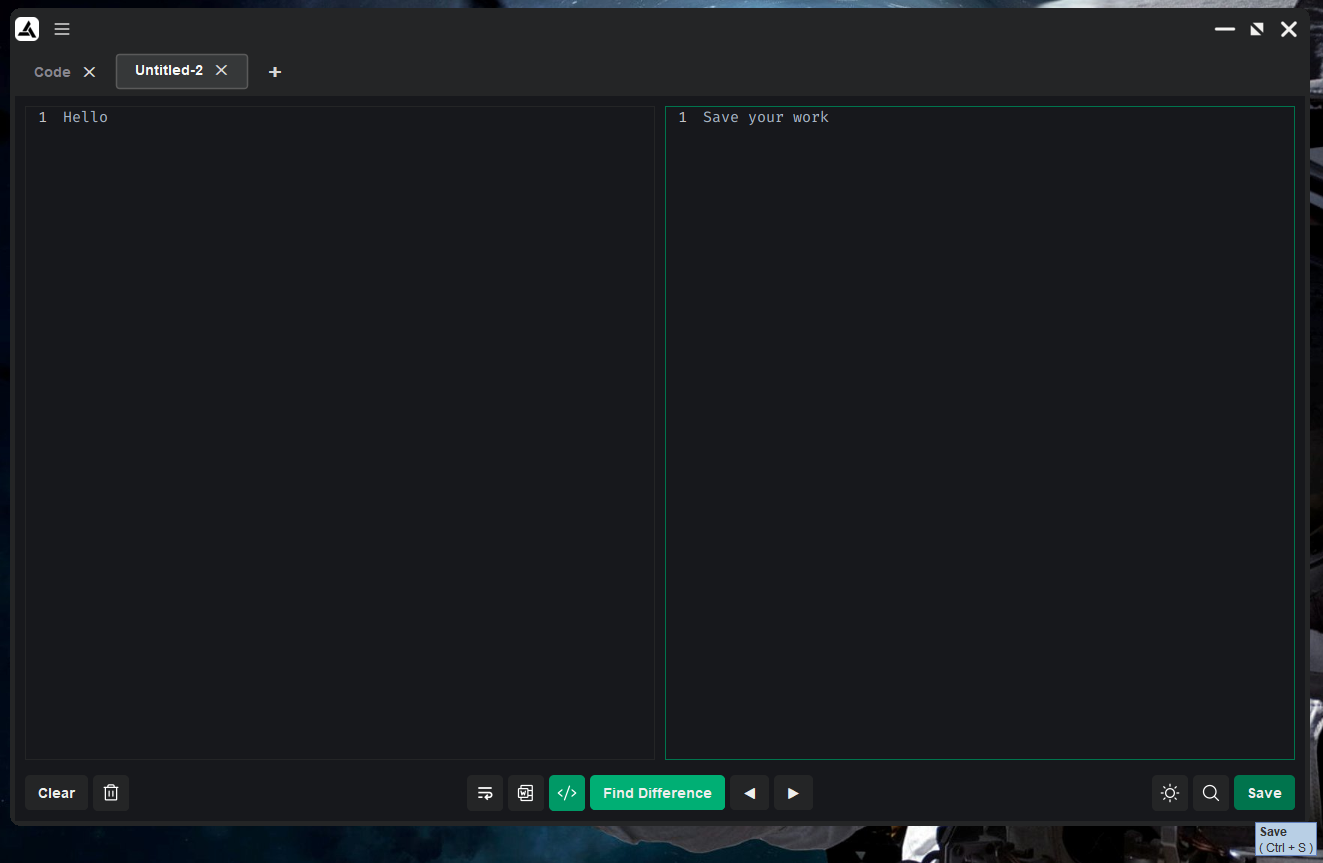 Code
Untitled-2
1 Hello
1 Save your work
Clear
Find Difference
Save
Save
( Ctrl + S )